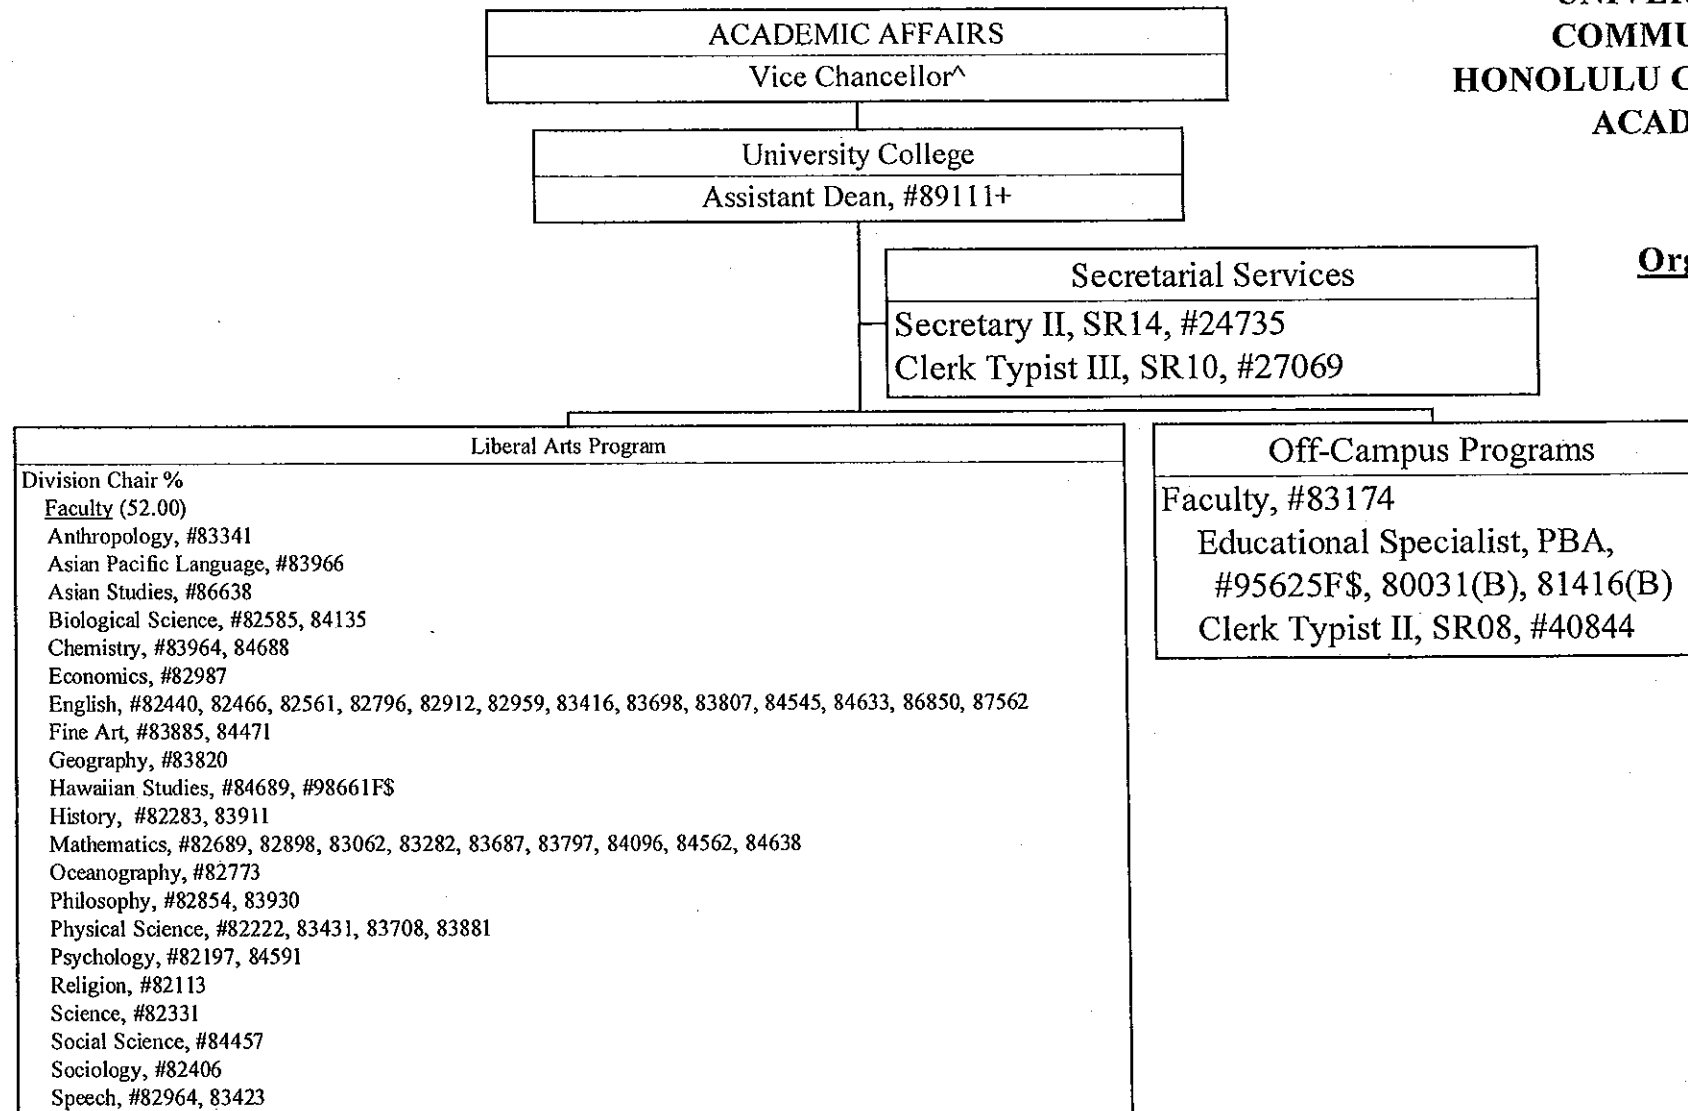 ACADEMIC AFFAIRS
Vice Chancellor^
COMMU
HONOLULU C
ACAD
University College
Assistant Dean, #89111+
Org
Secretarial Services
Secretary II, SR14, #24735
Clerk Typist III, SR10, #27069
Liberal Arts Program
Division Chair %
Faculty (52.00)
Anthropology, #83341
Asian Pacific Language, #83966
Asian Studies, #86638
Biological Science, #82585, 84135
Chemistry, #83964, 84688
Economics, #82987
English, #82440, 82466, 82561, 82796, 82912, 82959, 83416, 83698, 83807, 84545, 84633, 86850, 87562
Fine Art, #83885, 84471
Geography, #83820
Hawaiian Studies, #84689, #98661F$
History, #82283, 83911
Mathematics, #82689, 82898, 83062, 83282, 83687, 83797, 84096, 84562, 84638
Oceanography, #82773
Philosophy, #82854, 83930
Physical Science, #82222, 83431, 83708, 83881
Psychology, #82197, 84591
Religion, #82113
Science, #82331
Social Science, #84457
Sociology, #82406
Speech, #82964, 83423
Off-Campus Programs
Faculty, #83174
Educational Specialist, PBA,
#95625F$, 80031(B), 81416(B)
Clerk Typist II, SR08, #40844